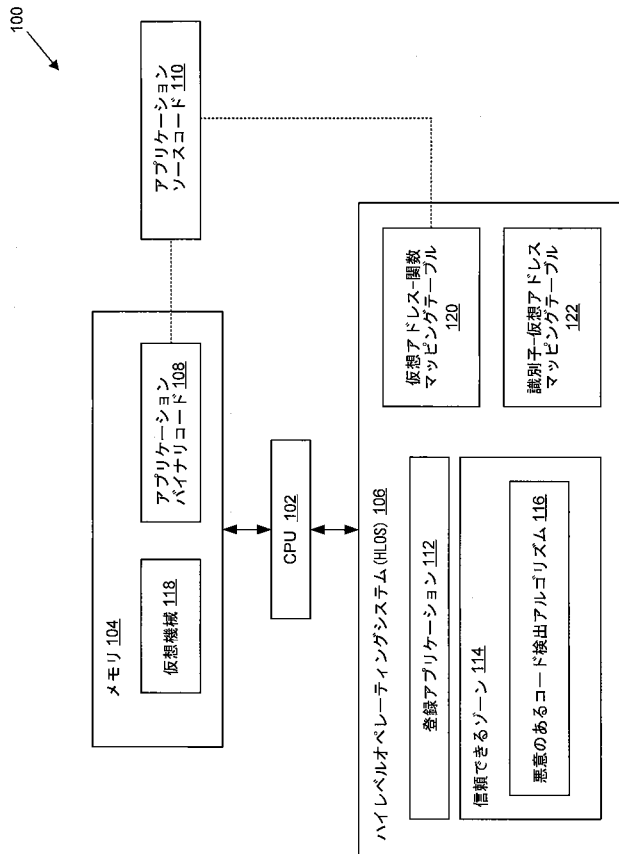 100
メモリ 104
仮想機械 118
アプリケーション
バイナリコード 108
アプリケーション
ソースコード 110
CPU 102
ハイレベルオペレーティングシステム(HLOS) 106
登録アプリケーション 112
信頼できるゾーン 114
悪意のあるコード検出アルゴリズム 116
仮想アドレス-関数
マッピングテーブル
120
識別子-仮想アドレス
マッピングテーブル
122